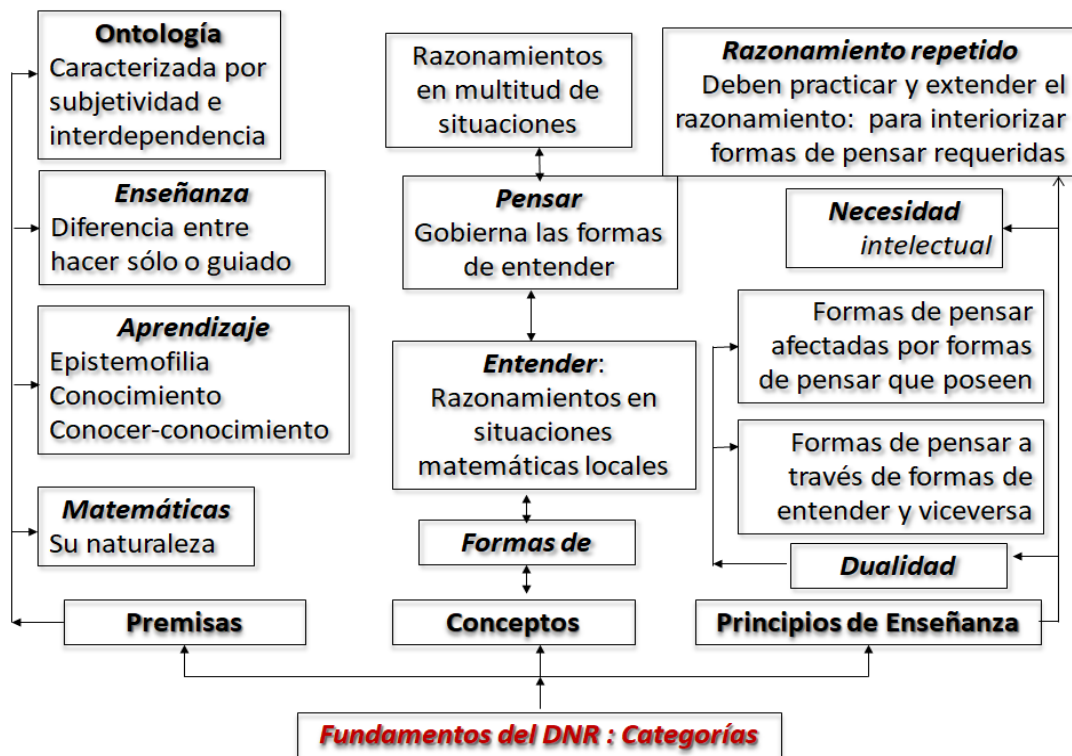 Ontología
Caracterizada por
subjetividad e
interdependencia
Enseñanza
Diferencia entre
hacer sólo o guiado
Aprendizaje
Epistemofilia
Conocimiento
Conocer-conocimiento
Matemáticas
Su naturaleza
Premisas
Razonamientos
en multitud de
situaciones
Pensar
Gobierna las formas
de entender
Entender:
Razonamientos en
situaciones
matemáticas locales
Formas de
Conceptos
Razonamiento repetido
Deben practicar y extender el
razonamiento: para interiorizar
formas de pensar requeridas
Necesidad
intelectual
Formas de pensar
afectadas por formas
de pensar que poseen
Formas de pensar a
través de formas de
entender y viceversa
Dualidad
Principios de Enseñanza
Fundamentos del DNR : Categorías